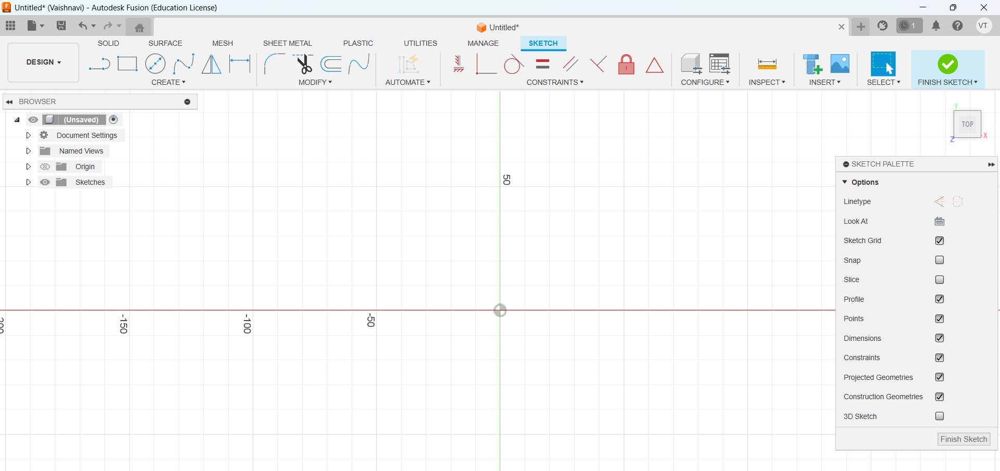 Untitled* (Vaishnavi) - Autodesk Fusion (Education License)
Untitled*
1
VT
SOLID SURFACE MESH SHEET METAL PLASTIC UTILITIES MANAGE SKETCH
DESIGN
CREATE MODIFY AUTOMATE CONSTRAINTS CONFIGURE INSPECT INSERT SELECT FINISH SKETCH
BROWSER
(Unsaved)
Document Settings
Named Views
Origin
Sketches
Y
TOP
X
Z
50
-150
-100
-50
SKETCH PALETTE
Options
Linetype
Look At
Sketch Grid
Snap
Slice
Profile
Points
Dimensions
Constraints
Projected Geometries
Construction Geometries
3D Sketch
Finish Sketch